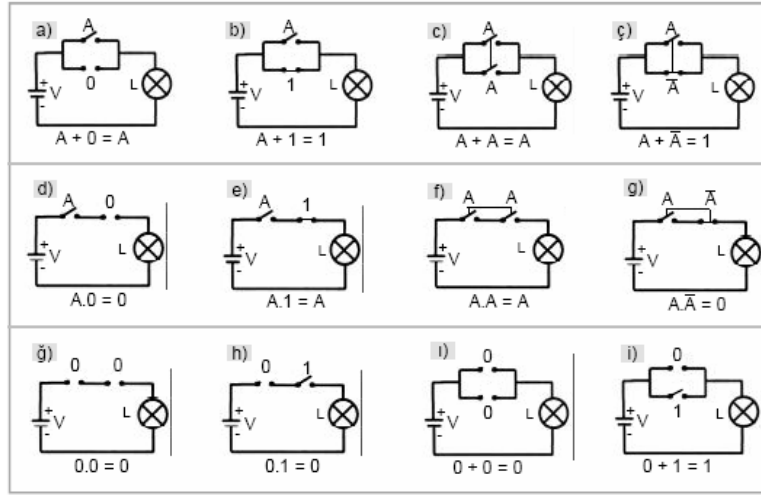 a) b) c) ç)
A A A A
0 1 A A̅
+ V - L + V - L + V - L + V - L
A + 0 = A A + 1 = 1 A + A = A A + A̅ = 1
d) e) f) g)
A 0 A 1 A A A A̅
+ V - L + V - L + V - L + V - L
A.0 = 0 A.1 = A A.A = A A.A̅ = 0
ğ) h) ı) i)
0 0 0 1 0 0
+ V - L + V - L + V - L + V - L
0 1
0.0 = 0 0.1 = 0 0 + 0 = 0 0 + 1 = 1